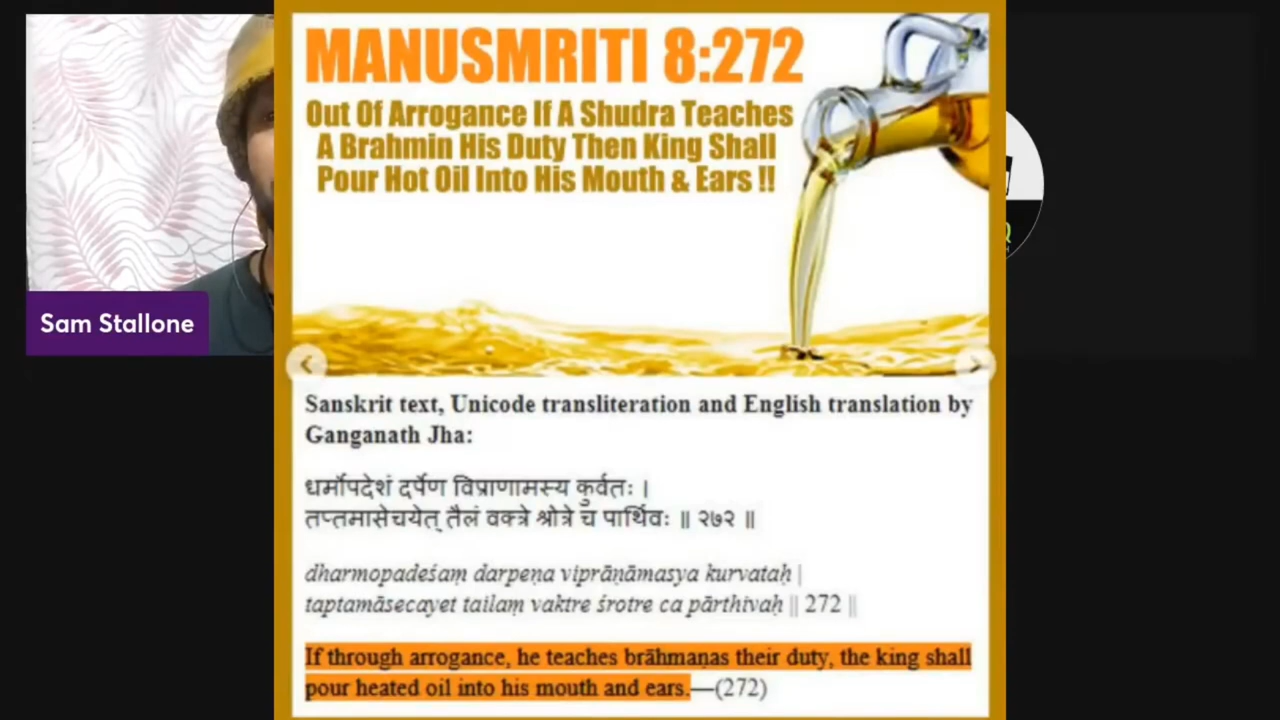 MANUSMRITI 8:272
Out Of Arrogance If A Shudra Teaches
A Brahmin His Duty Then King Shall
Pour Hot Oil Into His Mouth & Ears !!
Sam Stallone
Sanskrit text, Unicode transliteration and English translation by
Ganganath Jha:
धर्मोपदेशं दर्पेण विप्राणामस्य कुर्वतः |
तप्तमासेचयेत् तैलं वक्त्रे श्रोत्रे च पार्थिवः || २७२ ||
dharmopadeśaṃ darpeṇa viprāṇāmasya kurvataḥ |
taptamāsecayet tailaṃ vaktre śrotre ca pārthivaḥ || 272 ||
If through arrogance, he teaches brāhmaṇas their duty, the king shall
pour heated oil into his mouth and ears.—(272)